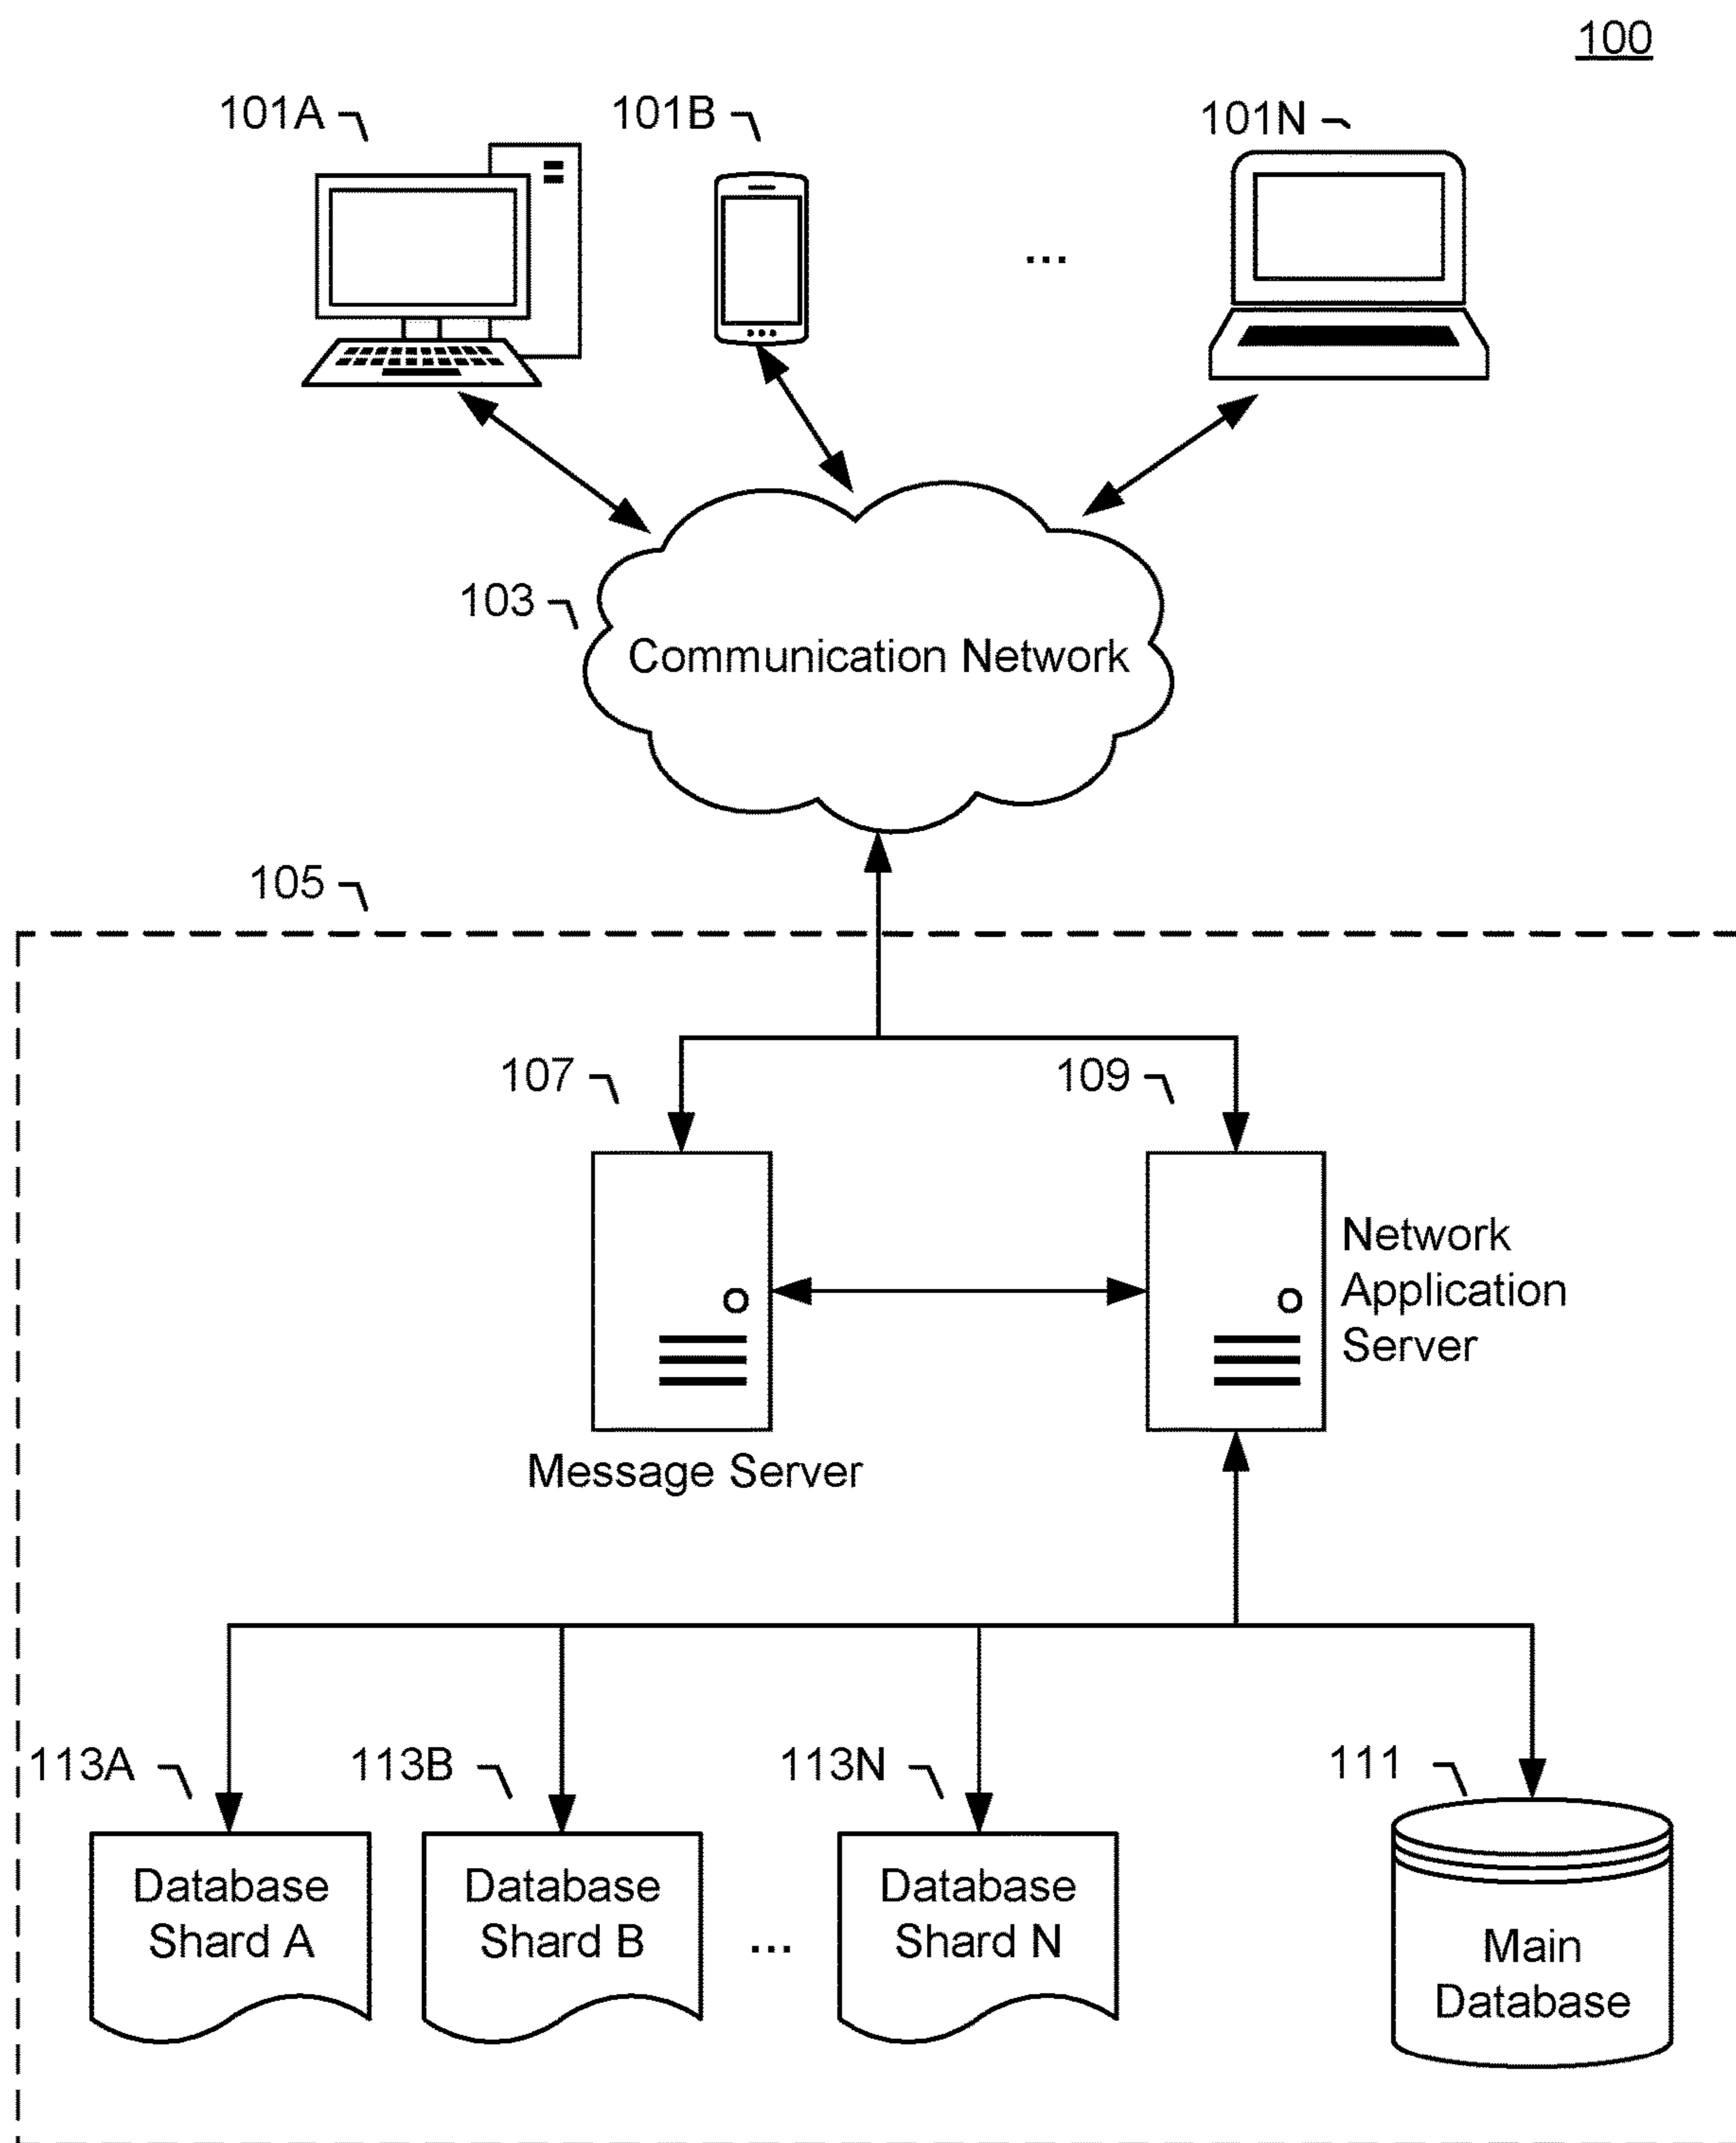 100
101A
101B
101N
...
103
Communication Network
105
107
109
Network
Application
Server
Message Server
113A
113B
113N
111
Database
Shard A
Database
Shard B
...
Database
Shard N
Main
Database